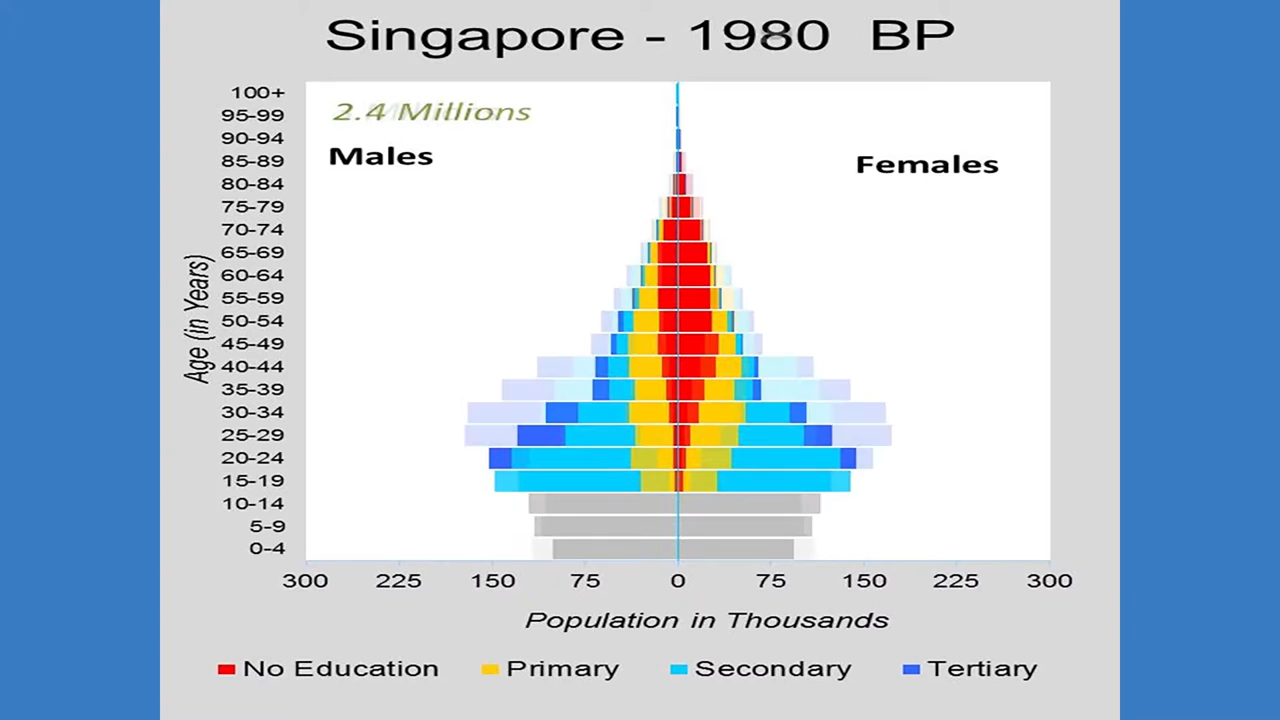 Singapore - 1980 BP
2.4 Millions
Males
Females
100+
95-99
90-94
85-89
80-84
75-79
70-74
65-69
60-64
55-59
50-54
45-49
40-44
35-39
30-34
25-29
20-24
15-19
10-14
5-9
0-4
Age (in Years)
300 225 150 75 0 75 150 225 300
Population in Thousands
No Education Primary Secondary Tertiary